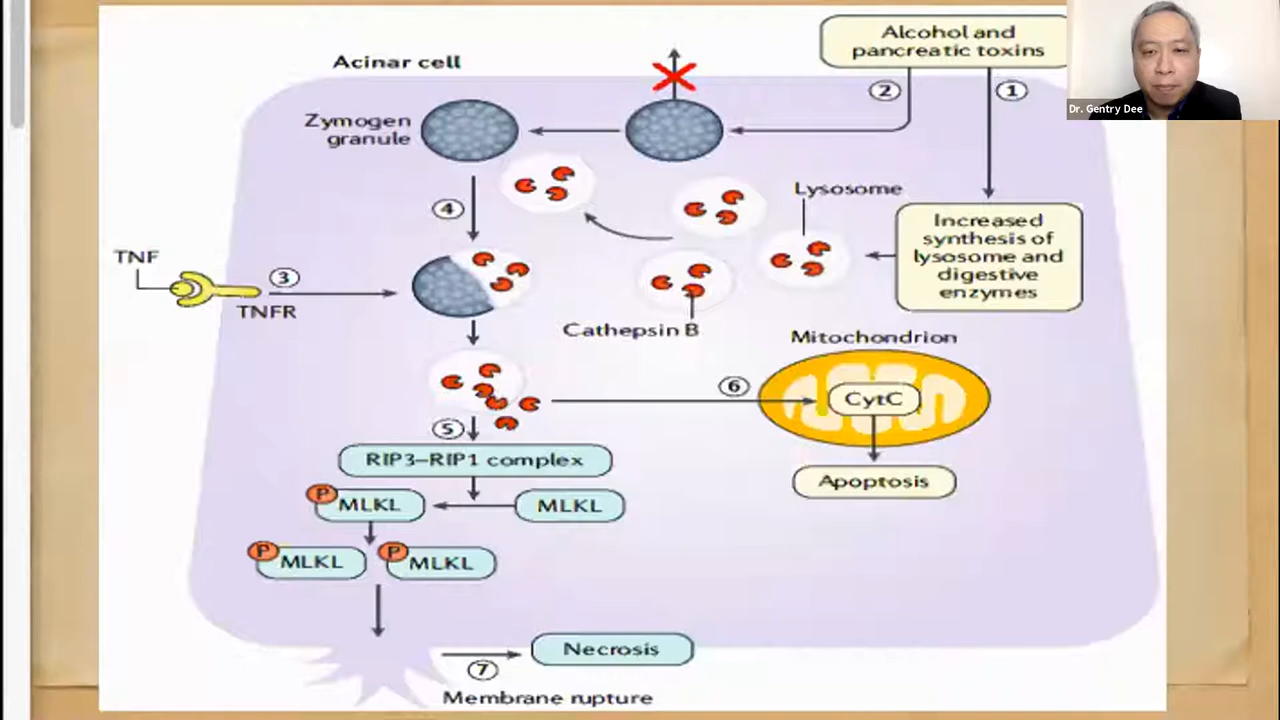 Alcohol and
pancreatic toxins
Dr. Gentry Dee
Acinar cell
2
1
Zymogen
granule
Lysosome
4
Increased
synthesis of
lysosome and
digestive
enzymes
TNF
3
TNFR
Cathepsin B
Mitochondrion
6
CytC
5
RIP3–RIP1 complex
Apoptosis
P
MLKL
MLKL
P
MLKL
P
MLKL
Necrosis
7
Membrane rupture